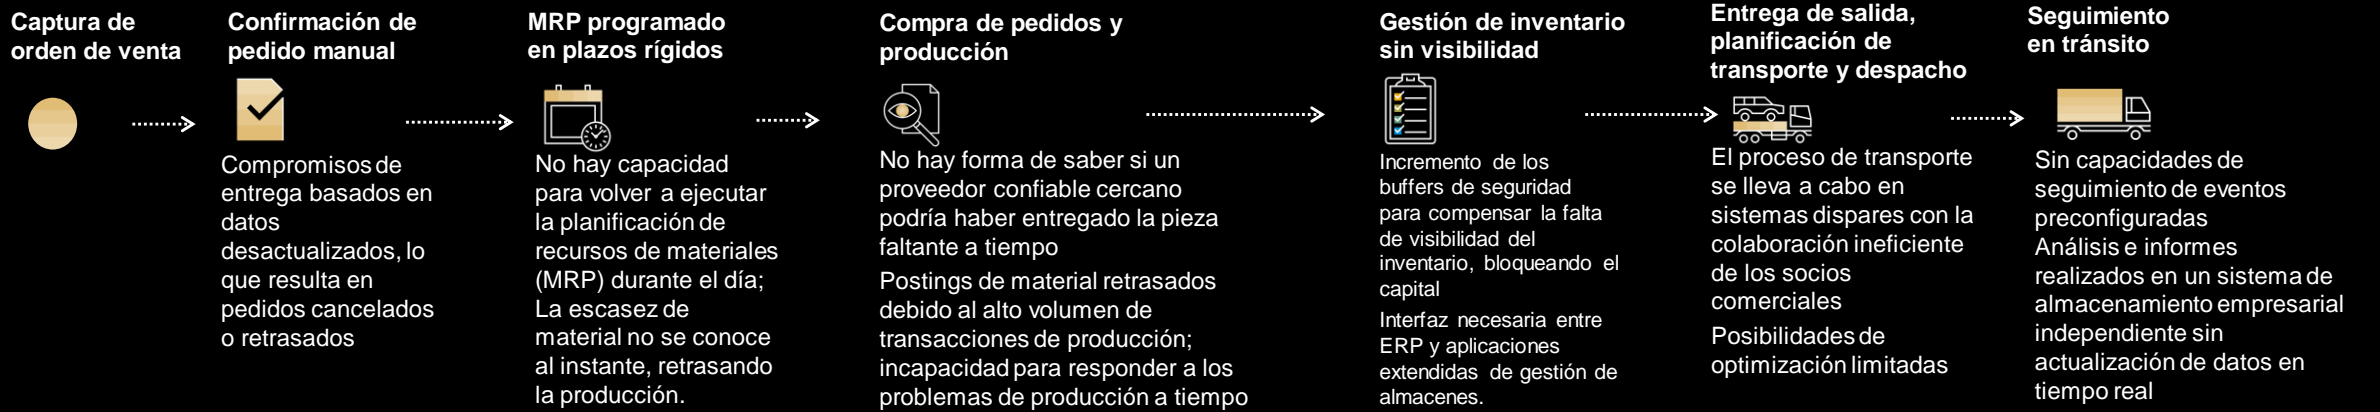 Captura de
orden de venta
Confirmación de
pedido manual
Compromisos de
entrega basados en
datos
desactualizados, lo
que resulta en
pedidos cancelados
o retrasados
MRP programado
en plazos rígidos
No hay capacidad
para volver a ejecutar
la planificación de
recursos de materiales
(MRP) durante el día;
La escasez de
material no se conoce
al instante, retrasando
la producción.
Compra de pedidos y
producción
No hay forma de saber si un
proveedor confiable cercano
podría haber entregado la pieza
faltante a tiempo
Postings de material retrasados
debido al alto volumen de
transacciones de producción;
incapacidad para responder a los
problemas de producción a tiempo
Gestión de inventario
sin visibilidad
Incremento de los
buffers de seguridad
para compensar la falta
de visibilidad del
inventario, bloqueando el
capital
Interfaz necesaria entre
ERP y aplicaciones
extendidas de gestión de
almacenes.
Entrega de salida,
planificación de
transporte y despacho
El proceso de transporte
se lleva a cabo en
sistemas dispares con la
colaboración ineficiente
de los socios
comerciales
Posibilidades de
optimización limitadas
Seguimiento
en tránsito
Sin capacidades de
seguimiento de eventos
preconfiguradas
Análisis e informes
realizados en un sistema de
almacenamiento empresarial
independiente sin
actualización de datos en
tiempo real